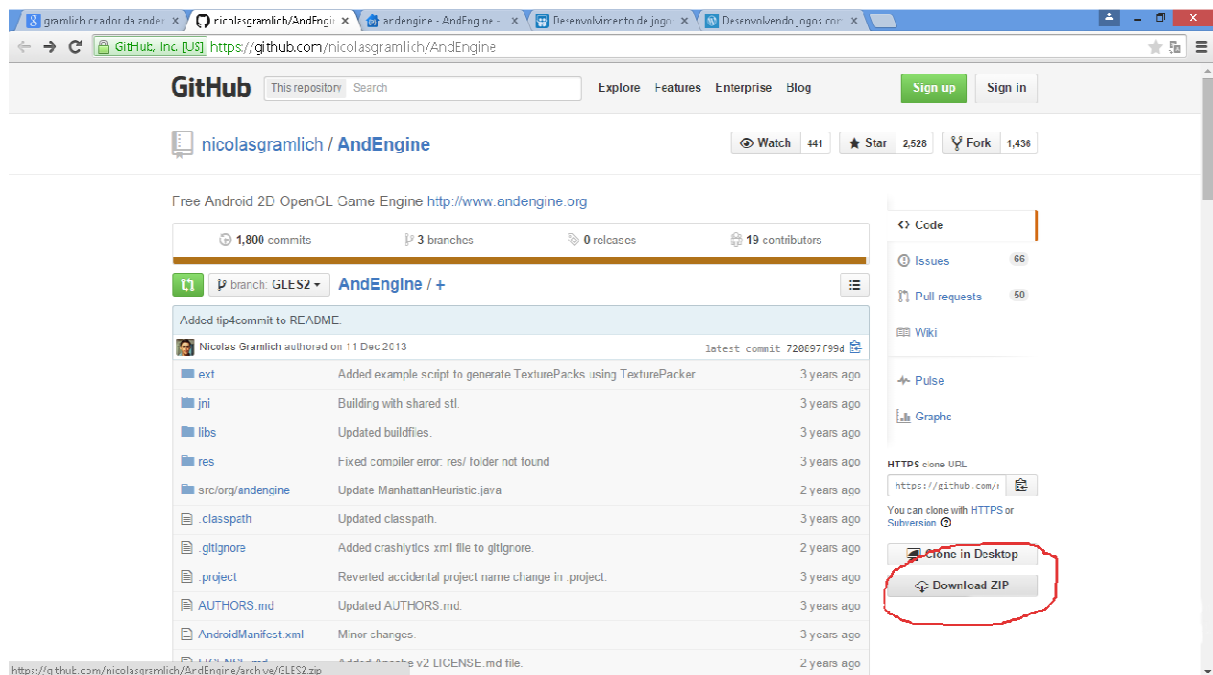 gramlich criador da anden
nicolasgramlich/AndEngin
andengine - AndEngine -
Desenvolvimento de jogo
Desenvolvendo jogos com
GitHub, Inc. [US] https://github.com/nicolasgramlich/AndEngine
GitHub This repository Search Explore Features Enterprise Blog Sign up Sign in
nicolasgramlich / AndEngine Watch 441 Star 2,528 Fork 1,436
Free Android 2D OpenGL Game Engine http://www.andengine.org
1,800 commits 3 branches 0 releases 19 contributors
branch: GLES2 AndEngine / +
Added tip4commit to README.
Nicolas Gramlich authored on 11 Dec 2013 latest commit 720897f99d
ext Added example script to generate TexturePacks using TexturePacker 3 years ago
jni Building with shared stl. 3 years ago
libs Updated buildfiles. 3 years ago
res Fixed compiler error: res/ folder not found 3 years ago
src/org/andengine Update ManhattanHeuristic.java 2 years ago
.classpath Updated classpath. 3 years ago
.gitignore Added crashlytics xml file to gitignore. 2 years ago
.project Reverted accidental project name change in .project. 3 years ago
AUTHORS.md Updated AUTHORS.md. 3 years ago
AndroidManifest.xml Minor changes. 3 years ago
LICENSE.md Added Apache v2 LICENSE.md file. 2 years ago
Code
Issues 66
Pull requests 50
Wiki
Pulse
Graphs
HTTPS clone URL
https://github.com/
You can clone with HTTPS or
Subversion
Clone in Desktop
Download ZIP
https://github.com/nicolasgramlich/AndEngine/archive/GLES2.zip